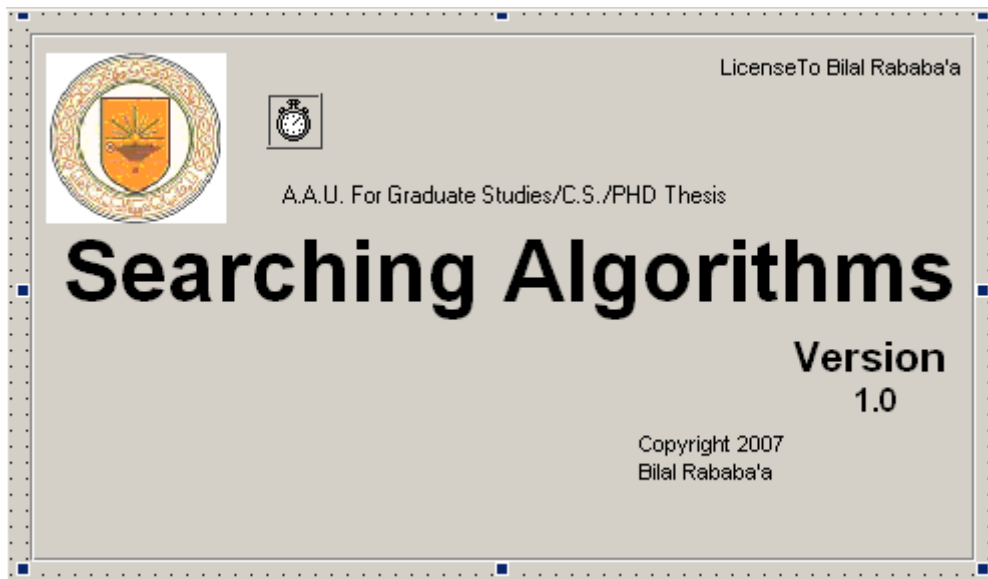 LicenseTo Bilal Rababa'a
A.A.U. For Graduate Studies/C.S./PHD Thesis
Searching Algorithms
Version
1.0
Copyright 2007
Bilal Rababa'a